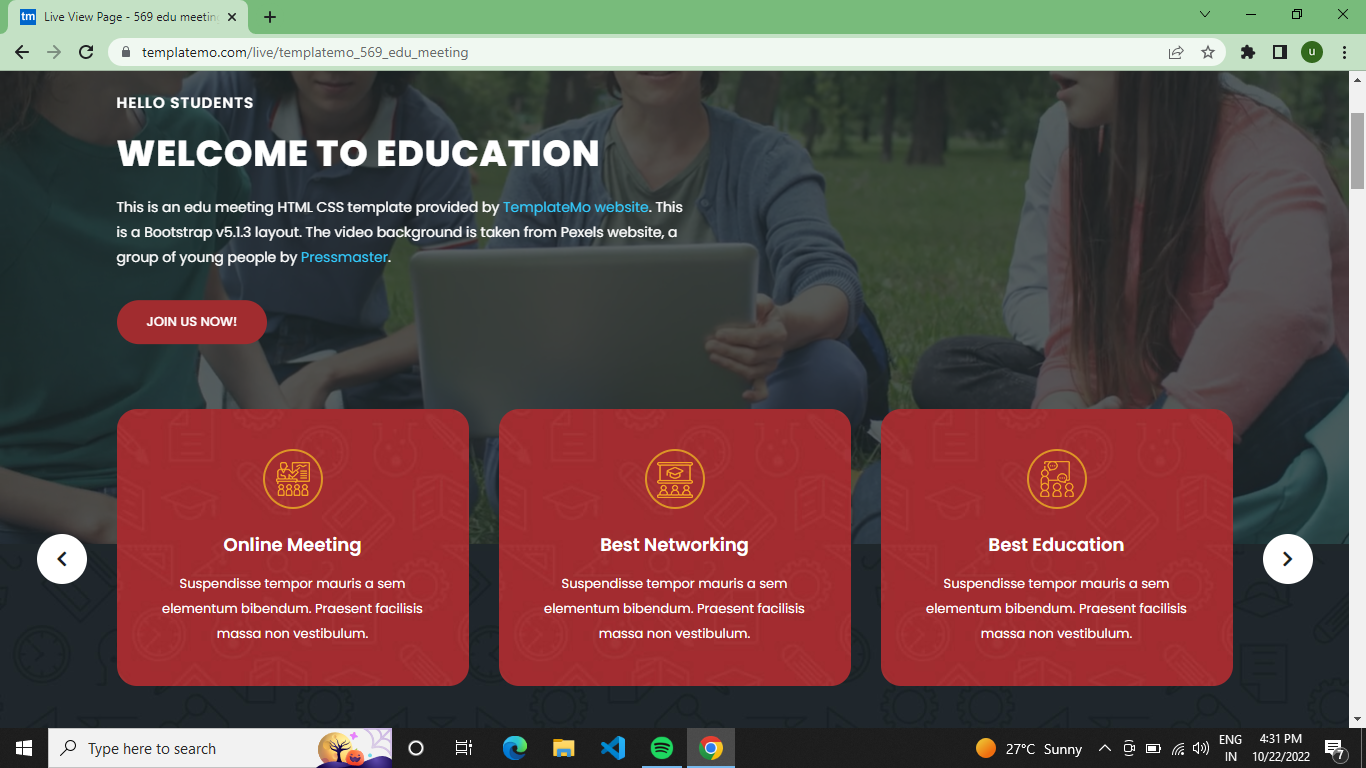 tm Live View Page - 569 edu meetin
templatemo.com/live/templatemo_569_edu_meeting
u
HELLO STUDENTS
WELCOME TO EDUCATION
This is an edu meeting HTML CSS template provided by TemplateMo website. This
is a Bootstrap v5.1.3 layout. The video background is taken from Pexels website, a
group of young people by Pressmaster.
JOIN US NOW!
Online Meeting
Suspendisse tempor mauris a sem
elementum bibendum. Praesent facilisis
massa non vestibulum.
Best Networking
Suspendisse tempor mauris a sem
elementum bibendum. Praesent facilisis
massa non vestibulum.
Best Education
Suspendisse tempor mauris a sem
elementum bibendum. Praesent facilisis
massa non vestibulum.
Type here to search
27°C Sunny
ENG
IN
4:31 PM
10/22/2022
7